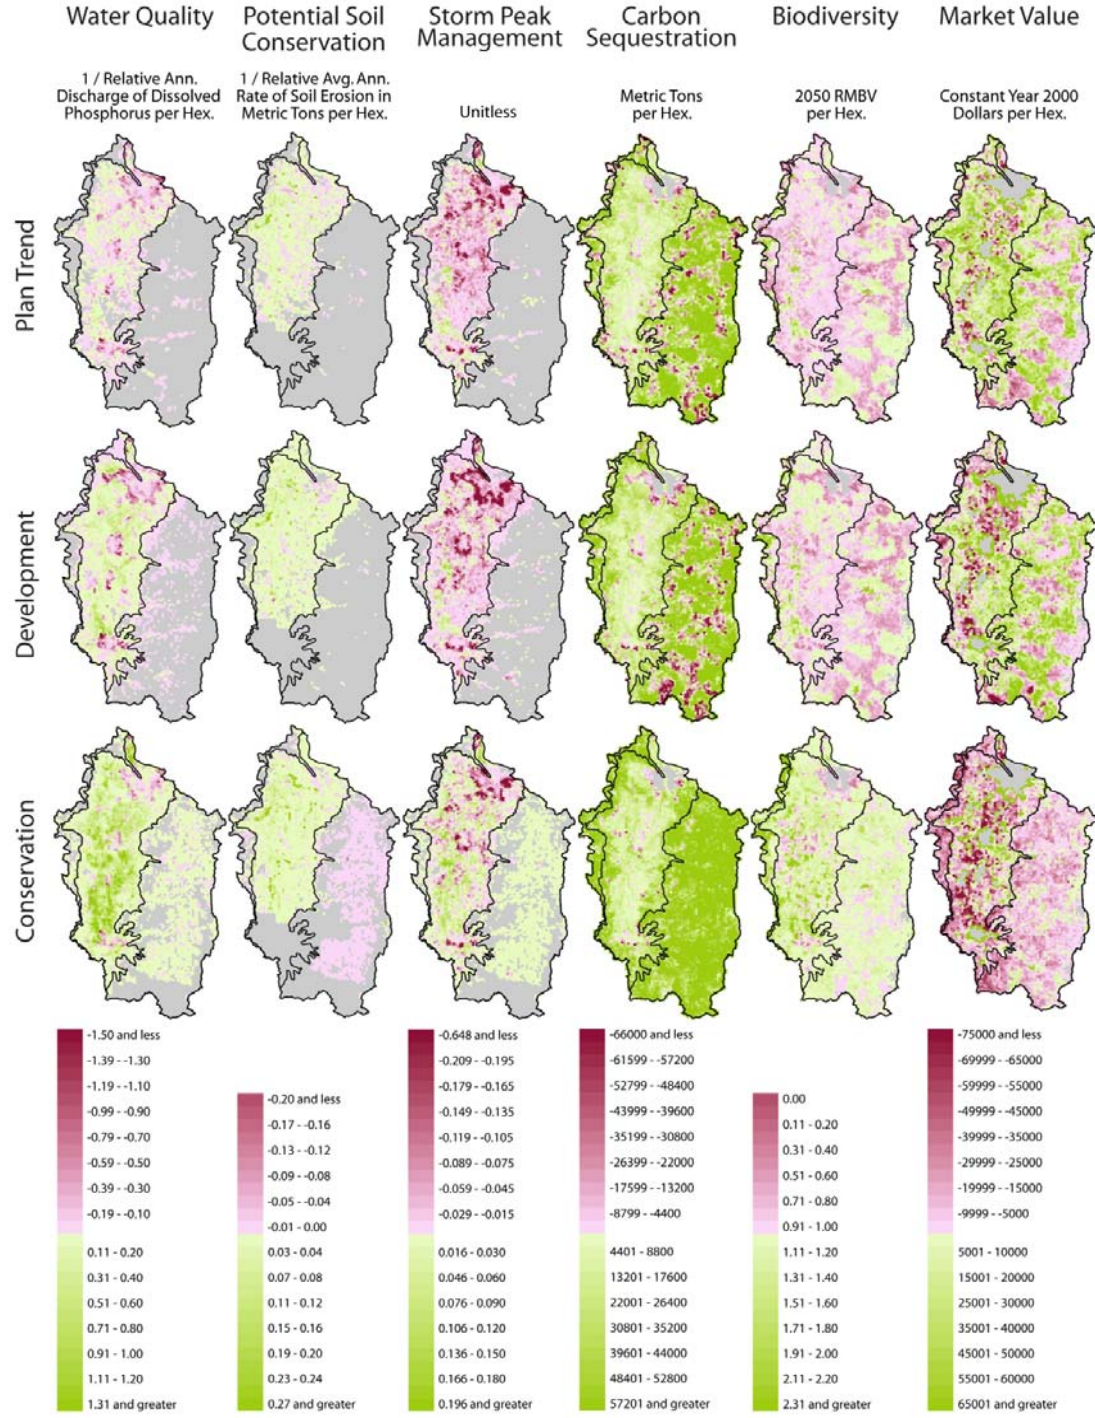 Water Quality
Potential Soil
Conservation
Storm Peak
Management
Carbon
Sequestration
Biodiversity
Market Value
1 / Relative Ann.
Discharge of Dissolved
Phosphorus per Hex.
1 / Relative Avg. Ann.
Rate of Soil Erosion in
Metric Tons per Hex.
Unitless
Metric Tons
per Hex.
2050 RMBV
per Hex.
Constant Year 2000
Dollars per Hex.
Plan Trend
Development
Conservation
-1.50 and less
-1.39 - -1.30
-1.19 - -1.10
-0.99 - -0.90
-0.79 - -0.70
-0.59 - -0.50
-0.39 - -0.30
-0.19 - -0.10
0.11 - 0.20
0.31 - 0.40
0.51 - 0.60
0.71 - 0.80
0.91 - 1.00
1.11 - 1.20
1.31 and greater
-0.20 and less
-0.17 - -0.16
-0.13 - -0.12
-0.09 - -0.08
-0.05 - -0.04
-0.01 - 0.00
0.03 - 0.04
0.07 - 0.08
0.11 - 0.12
0.15 - 0.16
0.19 - 0.20
0.23 - 0.24
0.27 and greater
-0.648 and less
-0.209 - -0.195
-0.179 - -0.165
-0.149 - -0.135
-0.119 - -0.105
-0.089 - -0.075
-0.059 - -0.045
-0.029 - -0.015
0.016 - 0.030
0.046 - 0.060
0.076 - 0.090
0.106 - 0.120
0.136 - 0.150
0.166 - 0.180
0.196 and greater
-66000 and less
-61599 - -57200
-52799 - -48400
-43999 - -39600
-35199 - -30800
-26399 - -22000
-17599 - -13200
-8799 - -4400
4401 - 8800
13201 - 17600
22001 - 26400
30801 - 35200
39601 - 44000
48401 - 52800
57201 and greater
0.00
0.11 - 0.20
0.31 - 0.40
0.51 - 0.60
0.71 - 0.80
0.91 - 1.00
1.11 - 1.20
1.31 - 1.40
1.51 - 1.60
1.71 - 1.80
1.91 - 2.00
2.11 - 2.20
2.31 and greater
-75000 and less
-69999 - -65000
-59999 - -55000
-49999 - -45000
-39999 - -35000
-29999 - -25000
-19999 - -15000
-9999 - -5000
5001 - 10000
15001 - 20000
25001 - 30000
35001 - 40000
45001 - 50000
55001 - 60000
65001 and greater